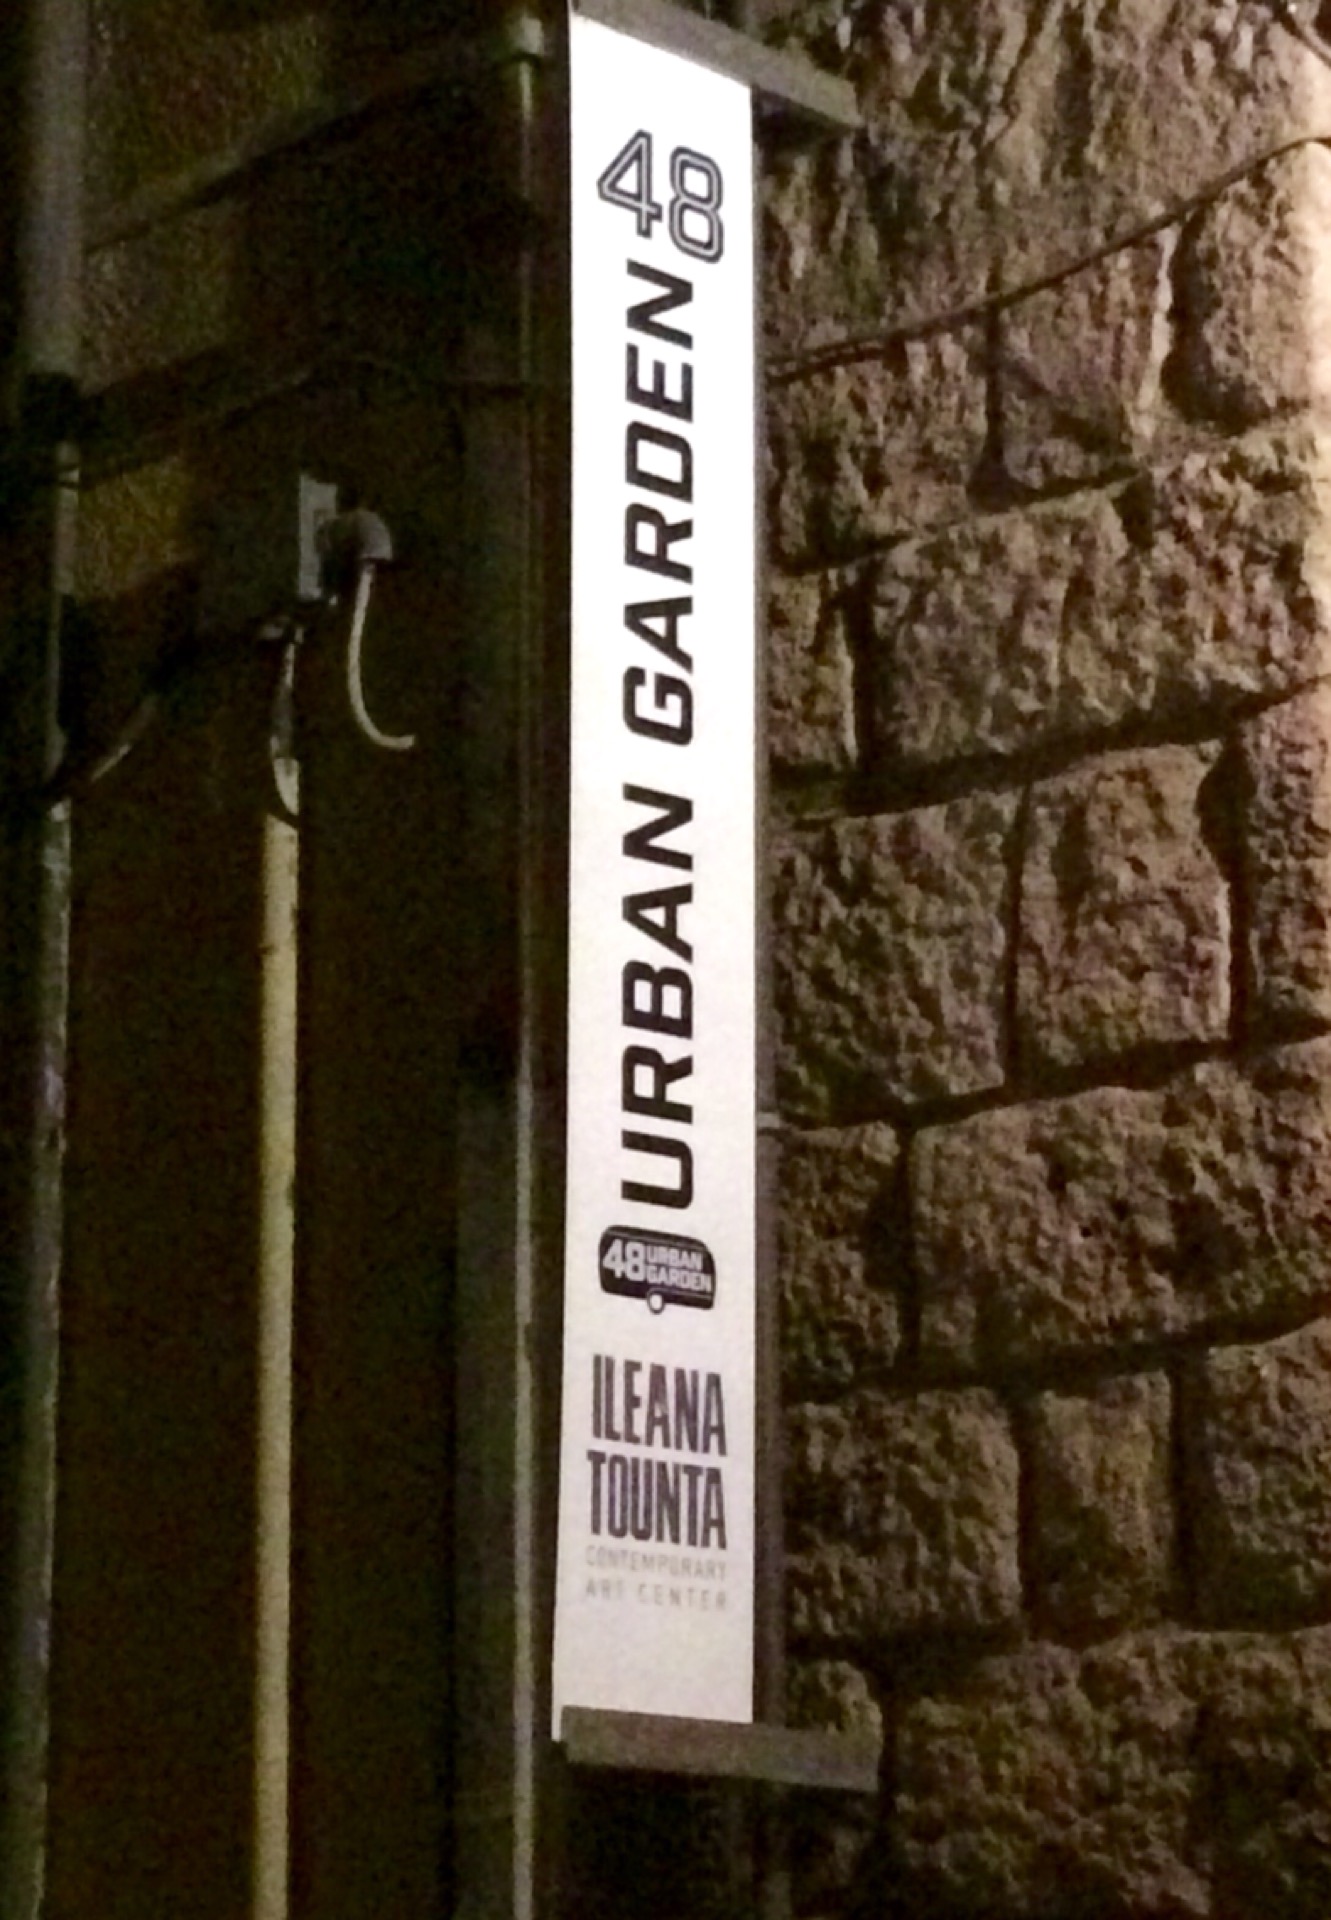 48
URBAN GARDEN
48 URBAN
GARDEN
ILEANA
TOUNTA
CONTEMPORARY
ART CENTER